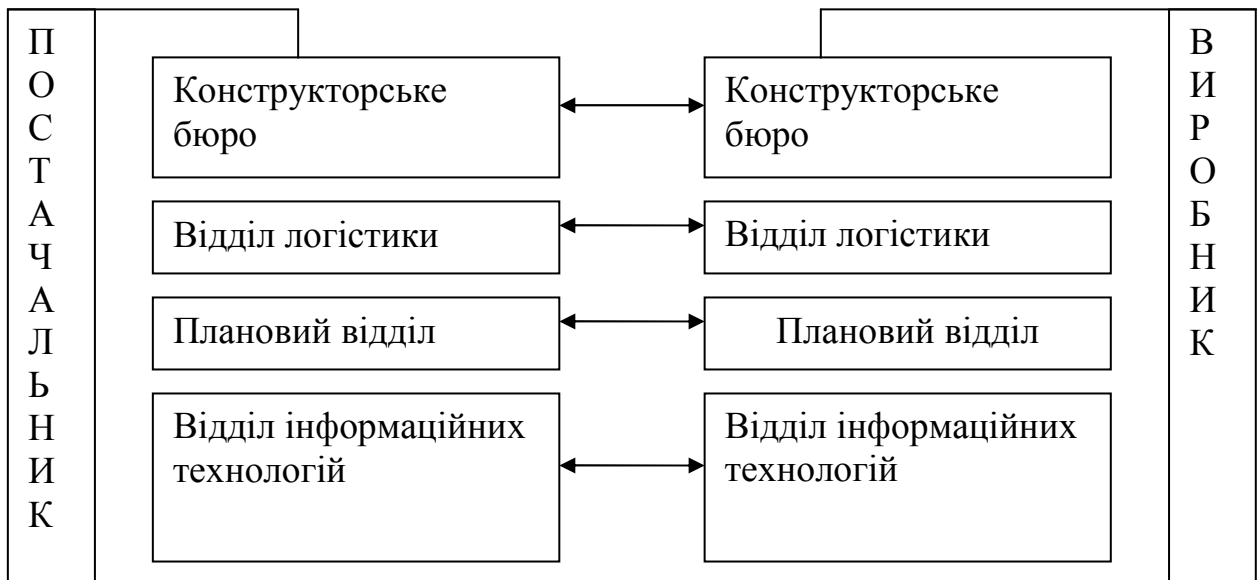 ПОСТАЧАЛЬНИК
Конструкторське
бюро
Конструкторське
бюро
Відділ логістики
Відділ логістики
Плановий відділ
Плановий відділ
Відділ інформаційних
технологій
Відділ інформаційних
технологій
ВИРОБНИК